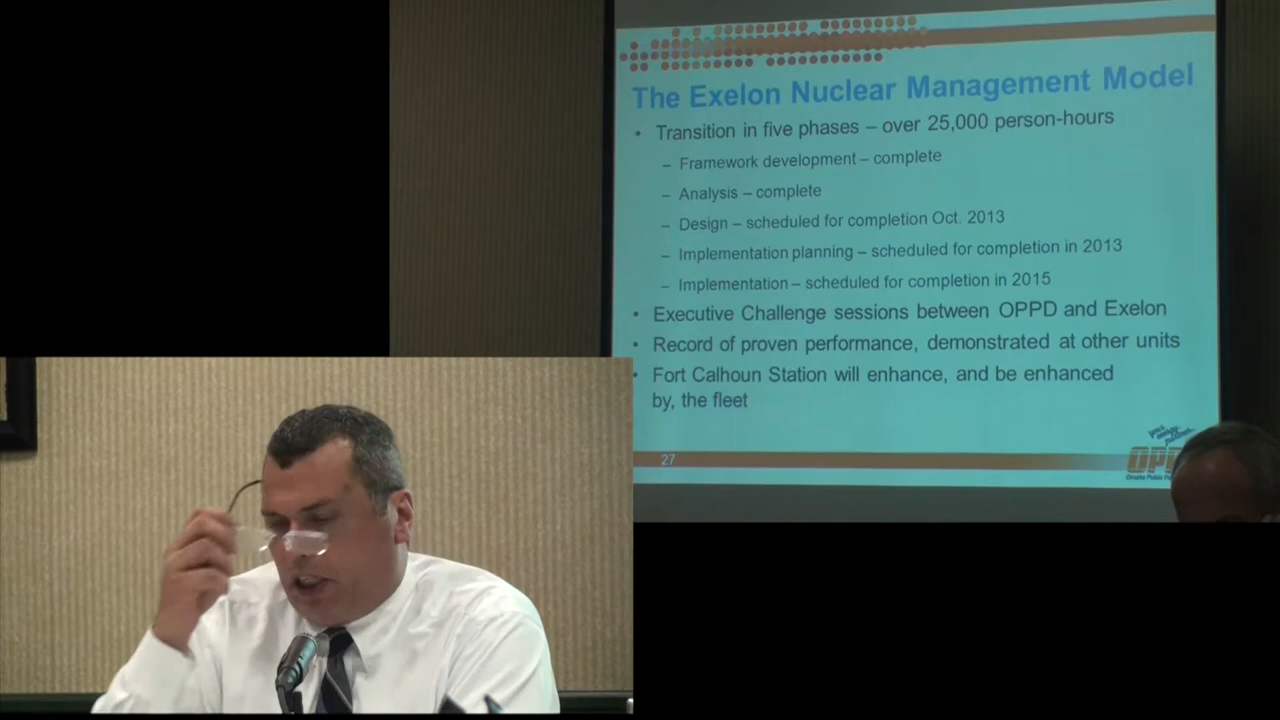 The Exelon Nuclear Management Model
• Transition in five phases – over 25,000 person-hours
– Framework development – complete
– Analysis – complete
– Design – scheduled for completion Oct. 2013
– Implementation planning – scheduled for completion in 2013
– Implementation – scheduled for completion in 2015
• Executive Challenge sessions between OPPD and Exelon
• Record of proven performance, demonstrated at other units
• Fort Calhoun Station will enhance, and be enhanced
by, the fleet
27
Omaha Public